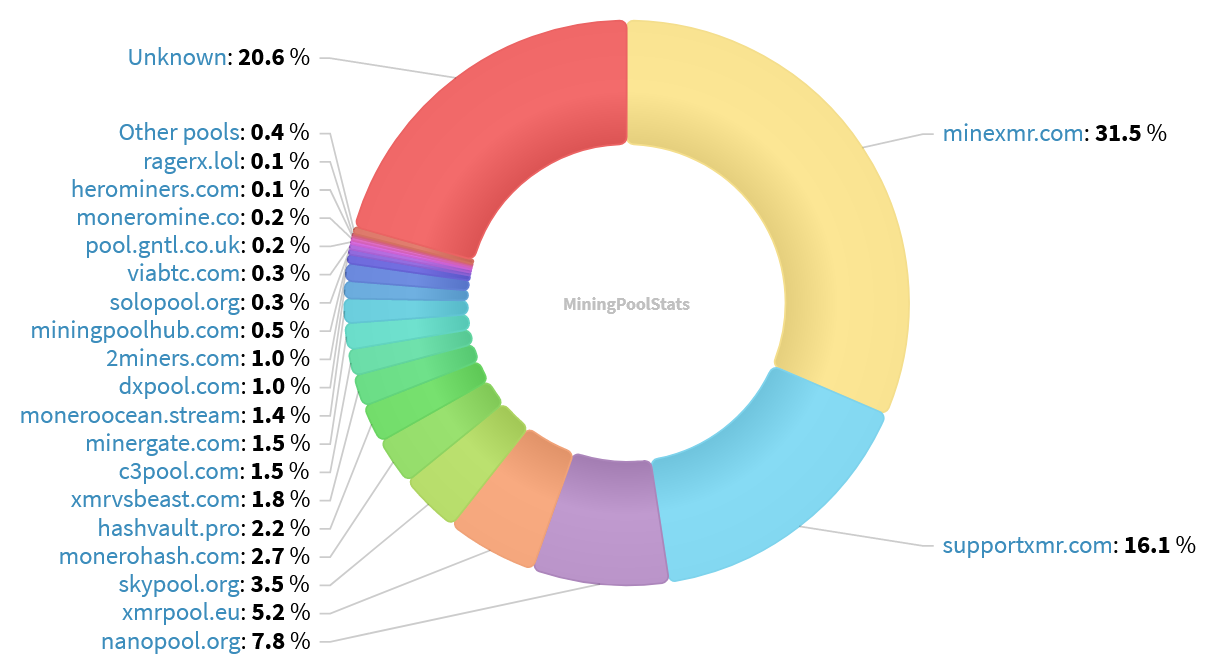 Unknown: 20.6 %
Other pools: 0.4 %
ragerx.lol: 0.1 %
herominers.com: 0.1 %
moneromine.co: 0.2 %
pool.gntl.co.uk: 0.2 %
viabtc.com: 0.3 %
solopool.org: 0.3 %
miningpoolhub.com: 0.5 %
2miners.com: 1.0 %
dxpool.com: 1.0 %
moneroocean.stream: 1.4 %
minergate.com: 1.5 %
c3pool.com: 1.5 %
xmrvsbeast.com: 1.8 %
hashvault.pro: 2.2 %
monerohash.com: 2.7 %
skypool.org: 3.5 %
xmrpool.eu: 5.2 %
nanopool.org: 7.8 %
MiningPoolStats
minexmr.com: 31.5 %
supportxmr.com: 16.1 %